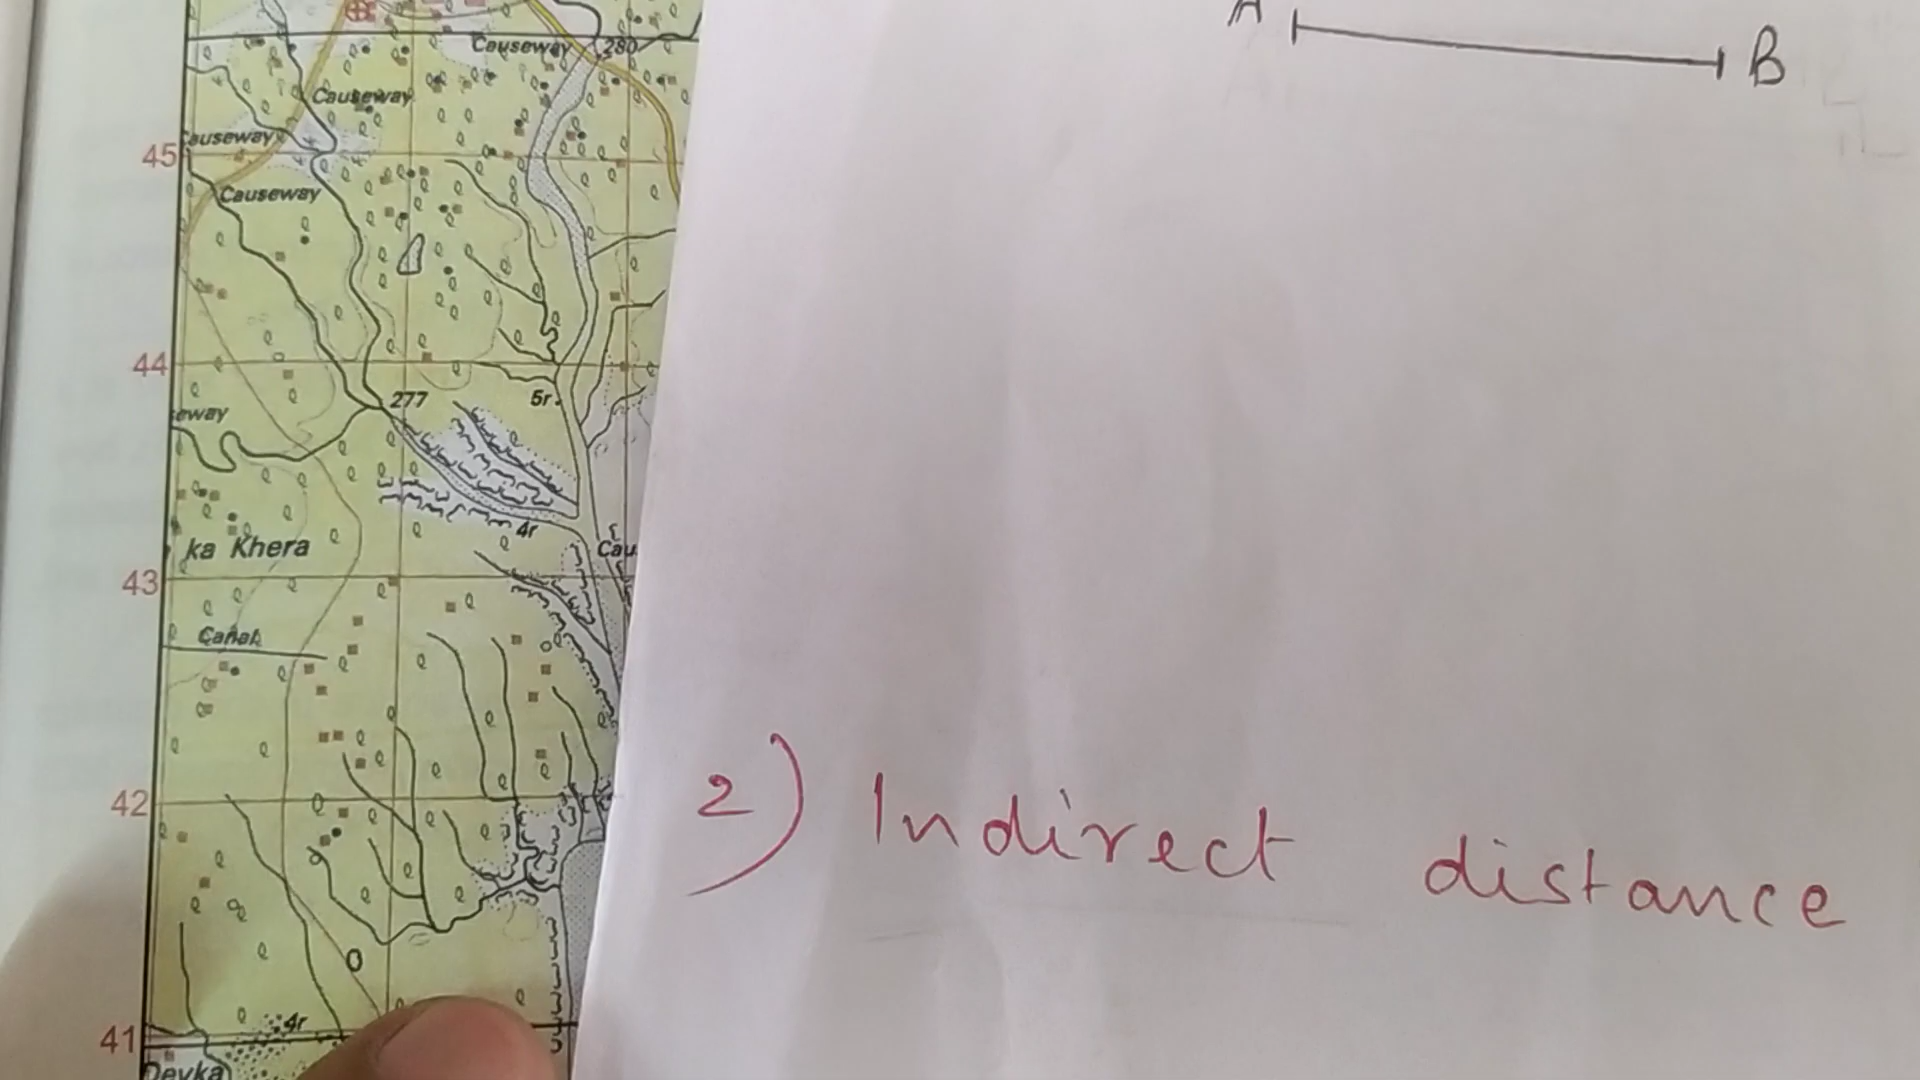 A
B
Causeway 280
Causeway
Causeway
45
Causeway
44
277
5r.
eway
4r
Cau
ka Khera
43
Canal
42
2) Indirect distance
4r
41
Devka